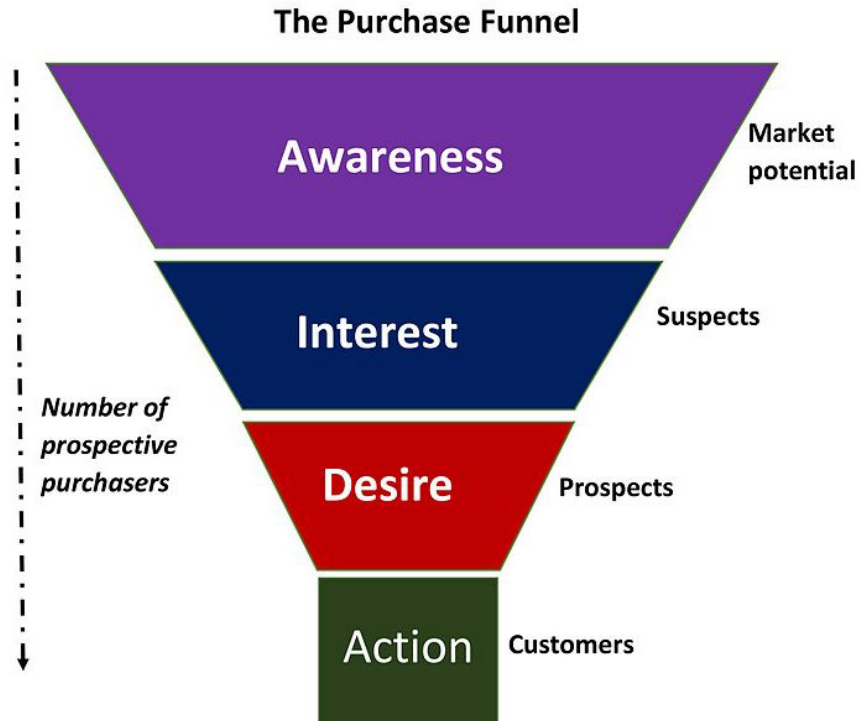 The Purchase Funnel
Awareness
Market
potential
Interest
Suspects
Number of
prospective
purchasers
Desire
Prospects
Action
Customers